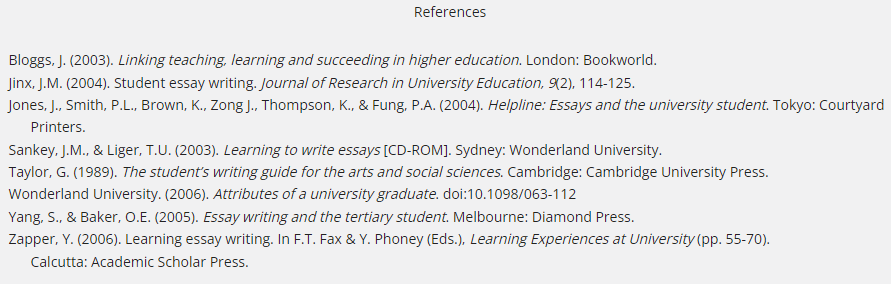 References
Bloggs, J. (2003). Linking teaching, learning and succeeding in higher education. London: Bookworld.
Jinx, J.M. (2004). Student essay writing. Journal of Research in University Education, 9(2), 114-125.
Jones, J., Smith, P.L., Brown, K., Zong J., Thompson, K., & Fung, P.A. (2004). Helpline: Essays and the university student. Tokyo: Courtyard
Printers.
Sankey, J.M., & Liger, T.U. (2003). Learning to write essays [CD-ROM]. Sydney: Wonderland University.
Taylor, G. (1989). The student's writing guide for the arts and social sciences. Cambridge: Cambridge University Press.
Wonderland University. (2006). Attributes of a university graduate. doi:10.1098/063-112
Yang, S., & Baker, O.E. (2005). Essay writing and the tertiary student. Melbourne: Diamond Press.
Zapper, Y. (2006). Learning essay writing. In F.T. Fax & Y. Phoney (Eds.), Learning Experiences at University (pp. 55-70).
Calcutta: Academic Scholar Press.